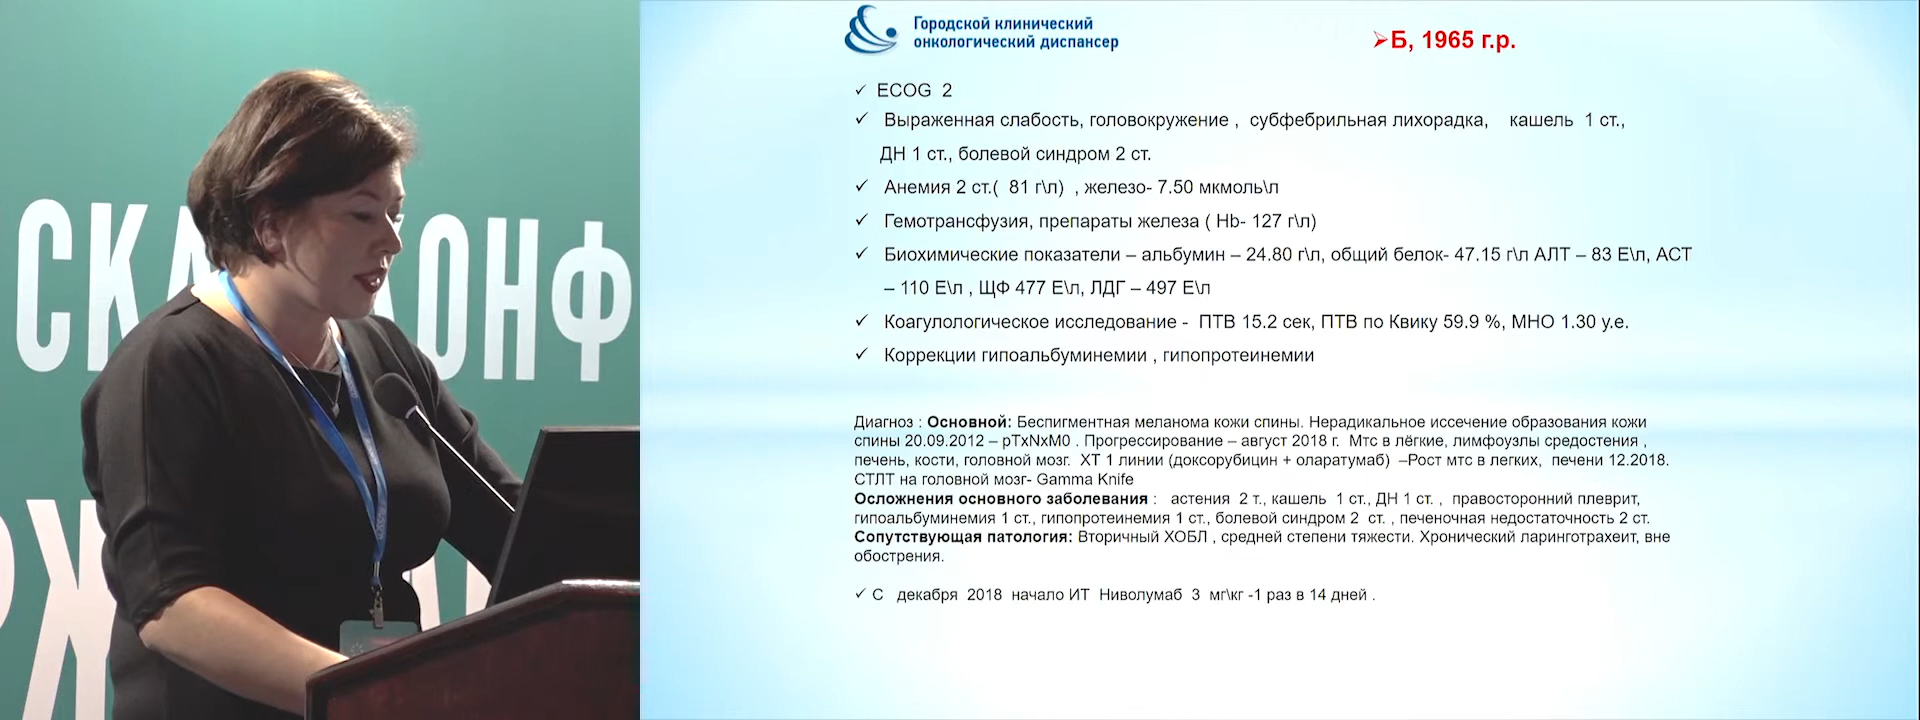 Городской клинический
онкологический диспансер
Б, 1965 г.р.
ECOG 2
Выраженная слабость, головокружение , субфебрильная лихорадка, кашель 1 ст.,
ДН 1 ст., болевой синдром 2 ст.
Анемия 2 ст.( 81 г\л) , железо- 7.50 мкмоль\л
Гемотрансфузия, препараты железа ( Hb- 127 г\л)
Биохимические показатели – альбумин – 24.80 г\л, общий белок- 47.15 г\л АЛТ – 83 Е\л, АСТ
– 110 Е\л , ЩФ 477 Е\л, ЛДГ – 497 Е\л
Коагулологическое исследование - ПТВ 15.2 сек, ПТВ по Квику 59.9 %, МНО 1.30 у.е.
Коррекции гипоальбуминемии , гипопротеинемии
Диагноз : Основной: Беспигментная меланома кожи спины. Нерадикальное иссечение образования кожи
спины 20.09.2012 – pTxNxM0 . Прогрессирование – август 2018 г. Мтс в лёгкие, лимфоузлы средостения ,
печень, кости, головной мозг. ХТ 1 линии (доксорубицин + оларатумаб) –Рост мтс в легких, печени 12.2018.
СТЛТ на головной мозг- Gamma Knife
Осложнения основного заболевания : астения 2 т., кашель 1 ст., ДН 1 ст. , правосторонний плеврит,
гипоальбуминемия 1 ст., гипопротеинемия 1 ст., болевой синдром 2 ст. , печеночная недостаточность 2 ст.
Сопутствующая патология: Вторичный ХОБЛ , средней степени тяжести. Хронический ларинготрахеит, вне
обострения.
С декабря 2018 начало ИТ Ниволумаб 3 мг\кг -1 раз в 14 дней .
СКА
ОНФ